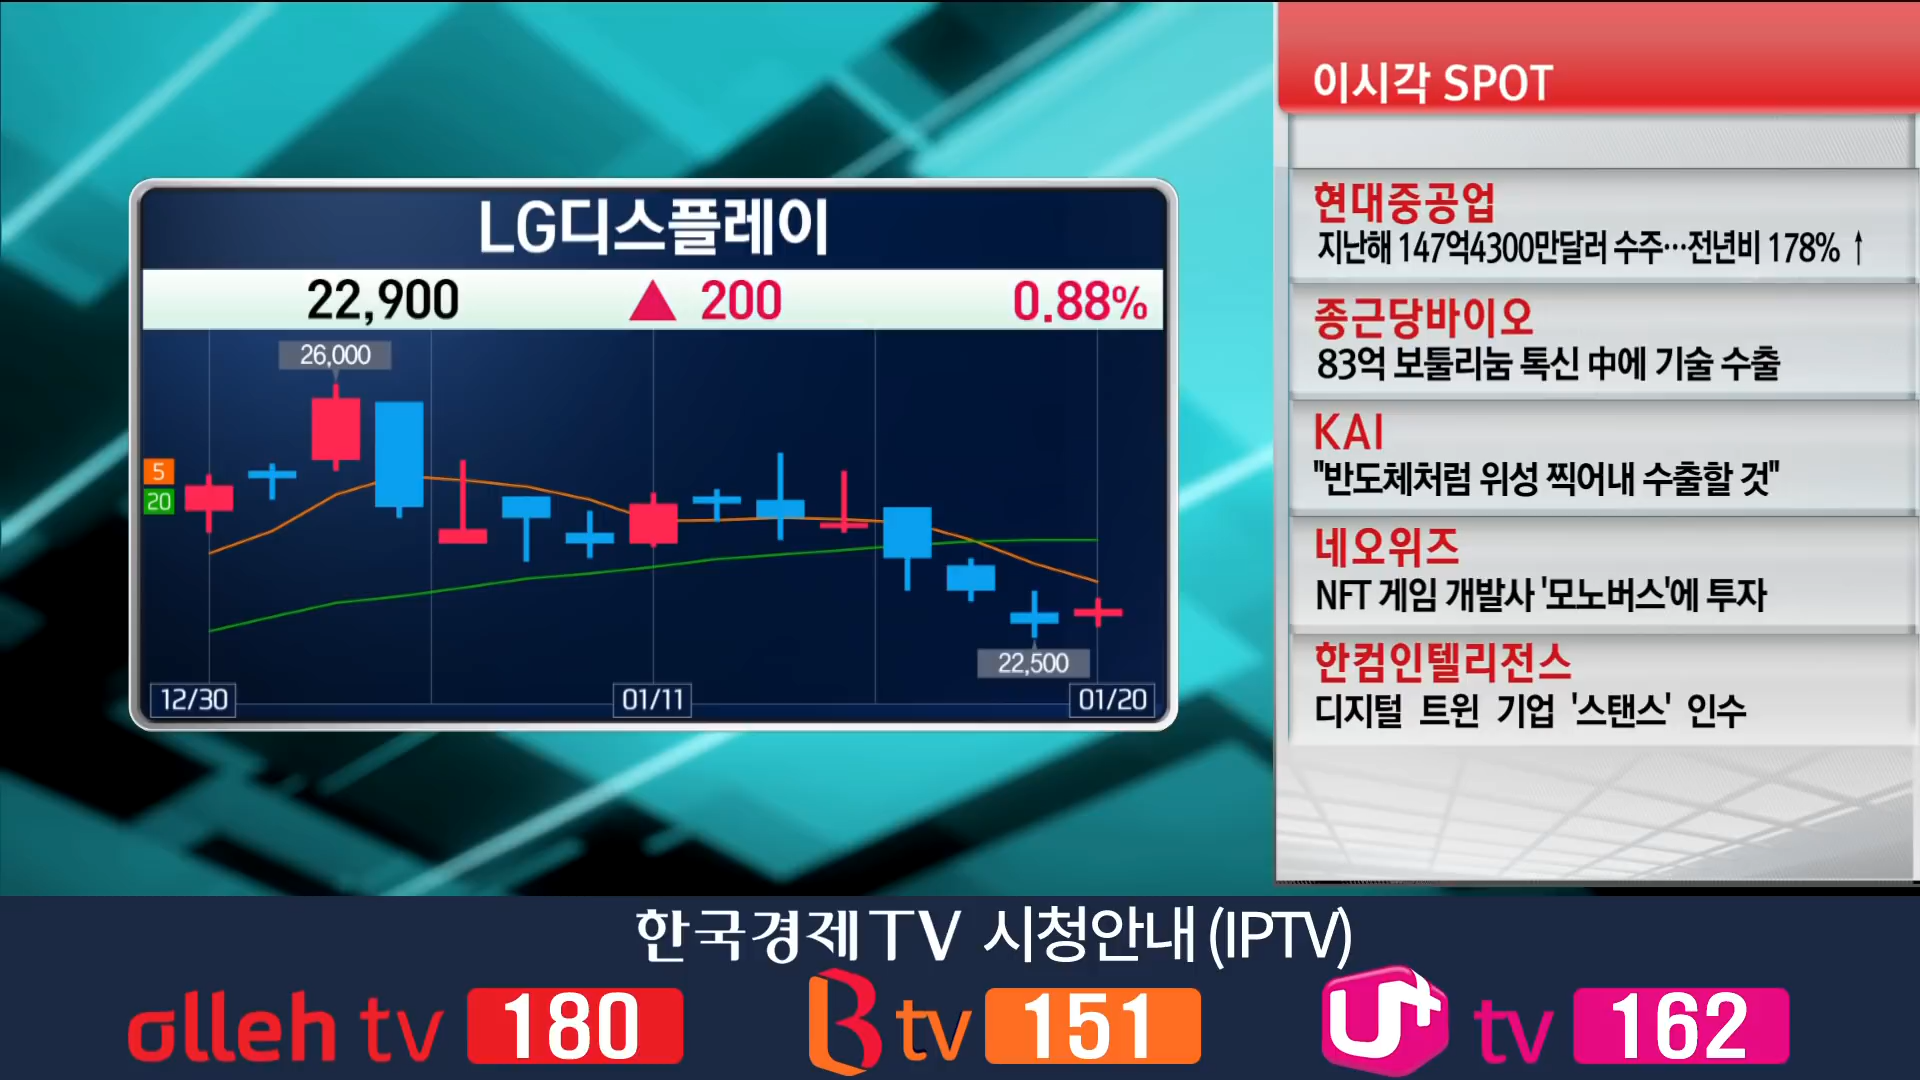 LG디스플레이
22,900 ▲ 200 0.88%
26,000
5
20
22,500
12/30 01/11 01/20
이시각 SPOT
현대중공업
지난해 147억4300만달러 수주…전년비 178% ↑
종근당바이오
83억 보툴리눔 톡신 中에 기술 수출
KAI
"반도체처럼 위성 찍어내 수출할 것"
네오위즈
NFT 게임 개발사 '모노버스'에 투자
한컴인텔리전스
디지털 트윈 기업 '스탠스' 인수
한국경제TV 시청안내(IPTV)
olleh tv 180 B tv 151 U+ tv 162